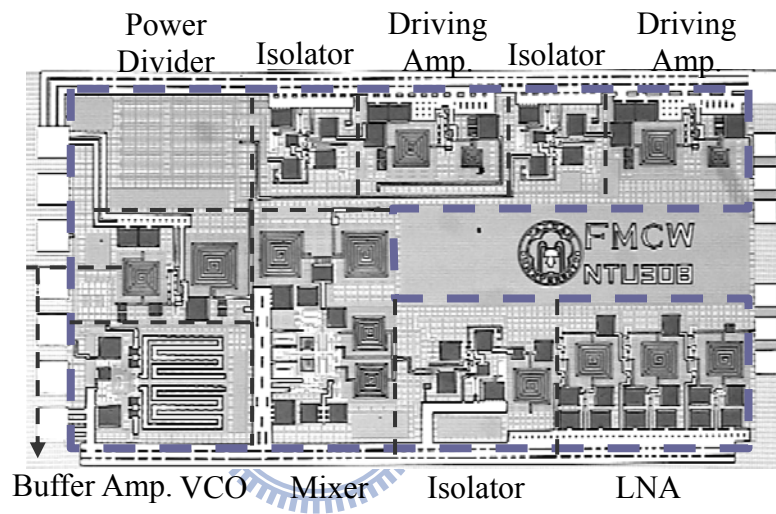 Power Divider
Isolator
Driving Amp.
Isolator
Driving Amp.
FMCW
NTU308
Buffer Amp.
VCO
Mixer
Isolator
LNA